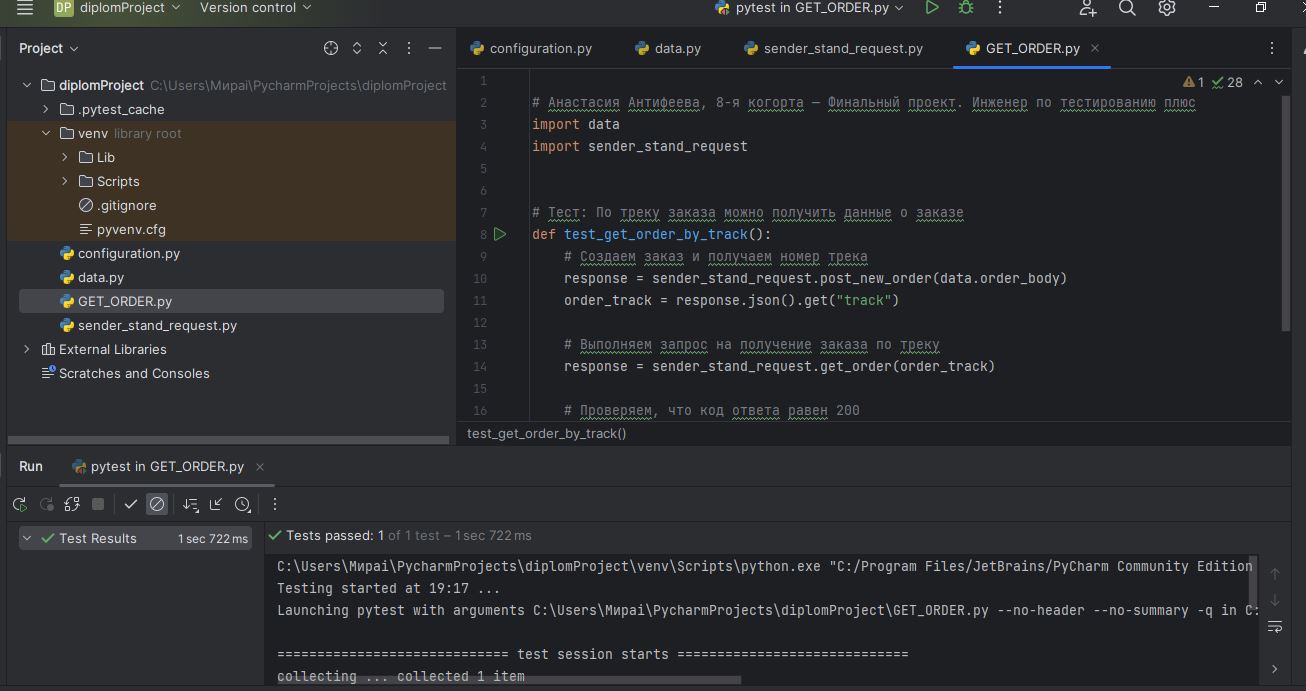 DP diplomProject Version control pytest in GET_ORDER.py
Project
diplomProject C:\Users\Мирай\PycharmProjects\diplomProject
.pytest_cache
venv library root
Lib
Scripts
.gitignore
pyvenv.cfg
configuration.py
data.py
GET_ORDER.py
sender_stand_request.py
External Libraries
Scratches and Consoles
configuration.py data.py sender_stand_request.py GET_ORDER.py
1 28
1
2 # Анастасия Антифеева, 8-я когорта — Финальный проект. Инженер по тестированию плюс
3 import data
4 import sender_stand_request
5
6
7 # Тест: По треку заказа можно получить данные о заказе
8 def test_get_order_by_track():
9 # Создаем заказ и получаем номер трека
10 response = sender_stand_request.post_new_order(data.order_body)
11 order_track = response.json().get("track")
12
13 # Выполняем запрос на получение заказа по треку
14 response = sender_stand_request.get_order(order_track)
15
16 # Проверяем, что код ответа равен 200
test_get_order_by_track()
Run pytest in GET_ORDER.py
Test Results 1 sec 722 ms
Tests passed: 1 of 1 test – 1 sec 722 ms
C:\Users\Мирай\PycharmProjects\diplomProject\venv\Scripts\python.exe "C:/Program Files/JetBrains/PyCharm Community Edition
Testing started at 19:17 ...
Launching pytest with arguments C:\Users\Мирай\PycharmProjects\diplomProject\GET_ORDER.py --no-header --no-summary -q in C:
============================= test session starts =============================
collecting ... collected 1 item